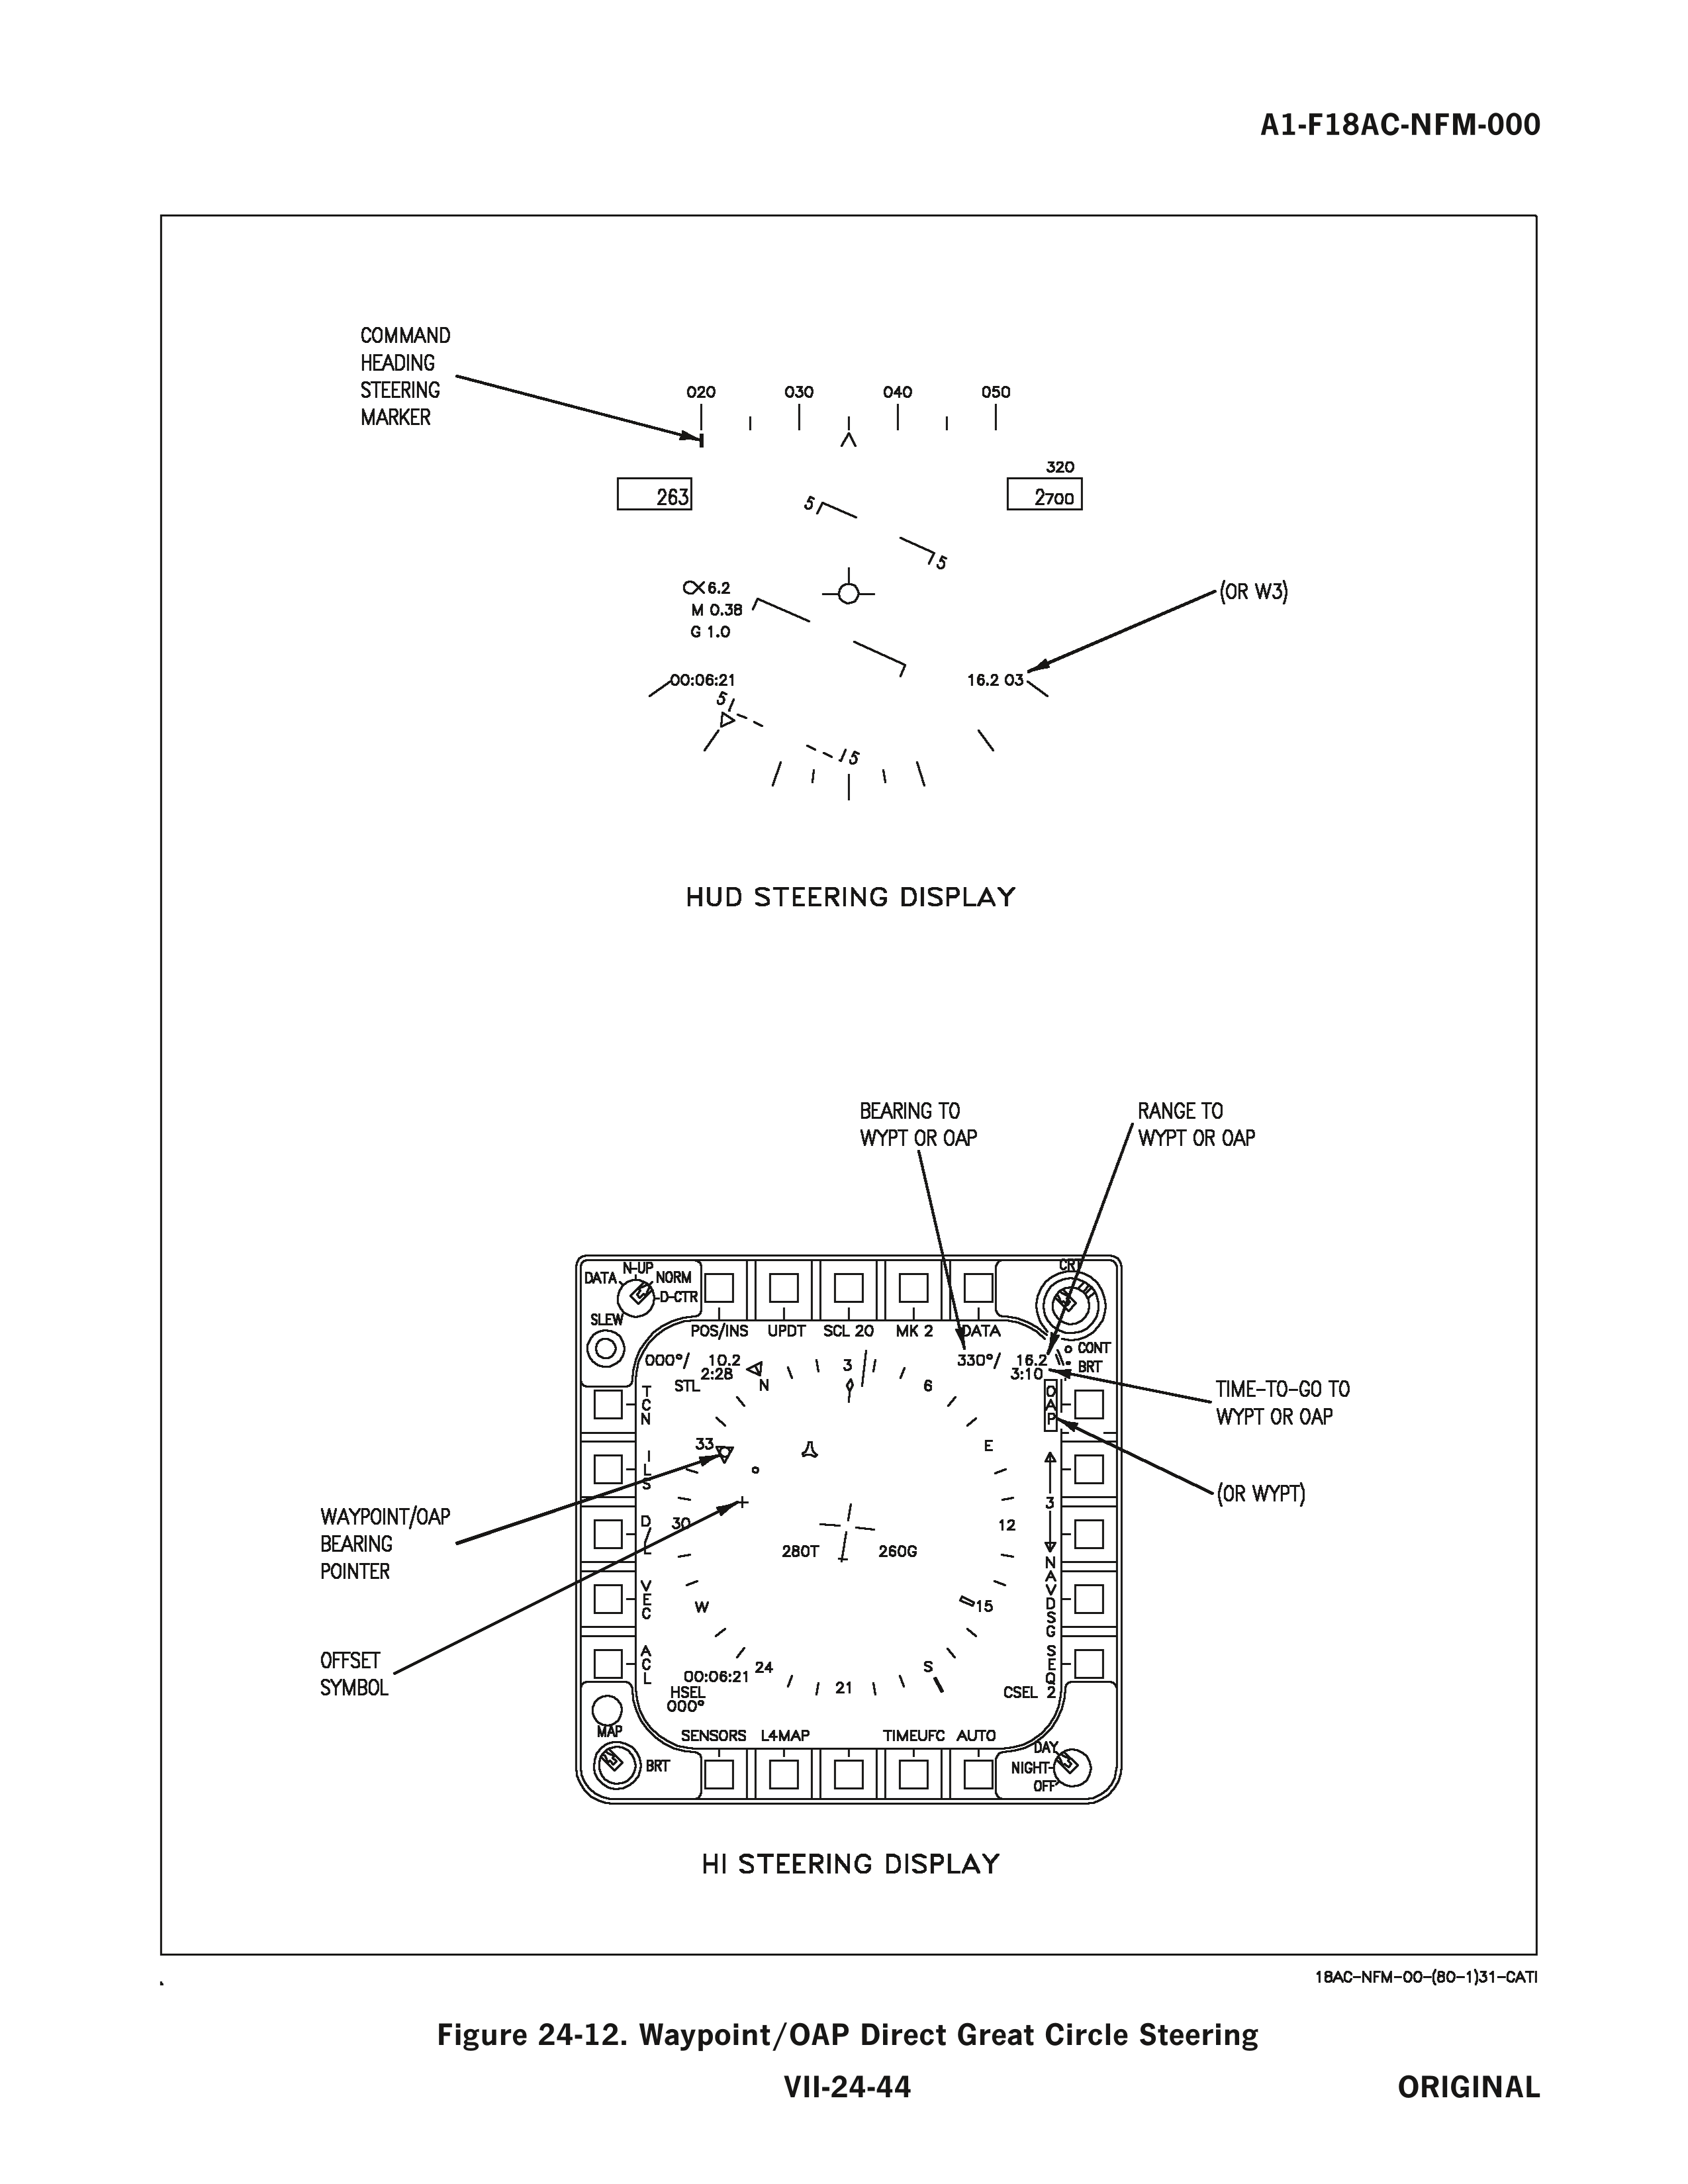 A1-F18AC-NFM-000
COMMAND
HEADING
STEERING
MARKER
020 030 040 050
320
263
2700
5
5
α 6.2
M 0.38
G 1.0
(OR W3)
00:06:21
16.2 O3
5
15
HUD STEERING DISPLAY
BEARING TO
WYPT OR OAP
RANGE TO
WYPT OR OAP
DATA
N-UP
NORM
D-CTR
SLEW
CRT
CONT
BRT
POS/INS UPDT SCL 20 MK 2 DATA
000°/ 10.2
2:28
STL
330°/ 16.2
3:10
N
3
6
E
12
15
S
21
24
W
30
33
TCN
ILS
D/L
VEC
ACL
OAP
3
NAVDSG
SEQ
280T
260G
TIME-TO-GO TO
WYPT OR OAP
(OR WYPT)
WAYPOINT/OAP
BEARING
POINTER
OFFSET
SYMBOL
00:06:21
HSEL
000°
CSEL 2
SENSORS L4MAP TIMEUFC AUTO
MAP
BRT
DAY
NIGHT
OFF
HI STEERING DISPLAY
18AC-NFM-00-(80-1)31-CATI
Figure 24-12. Waypoint/OAP Direct Great Circle Steering
VII-24-44
ORIGINAL